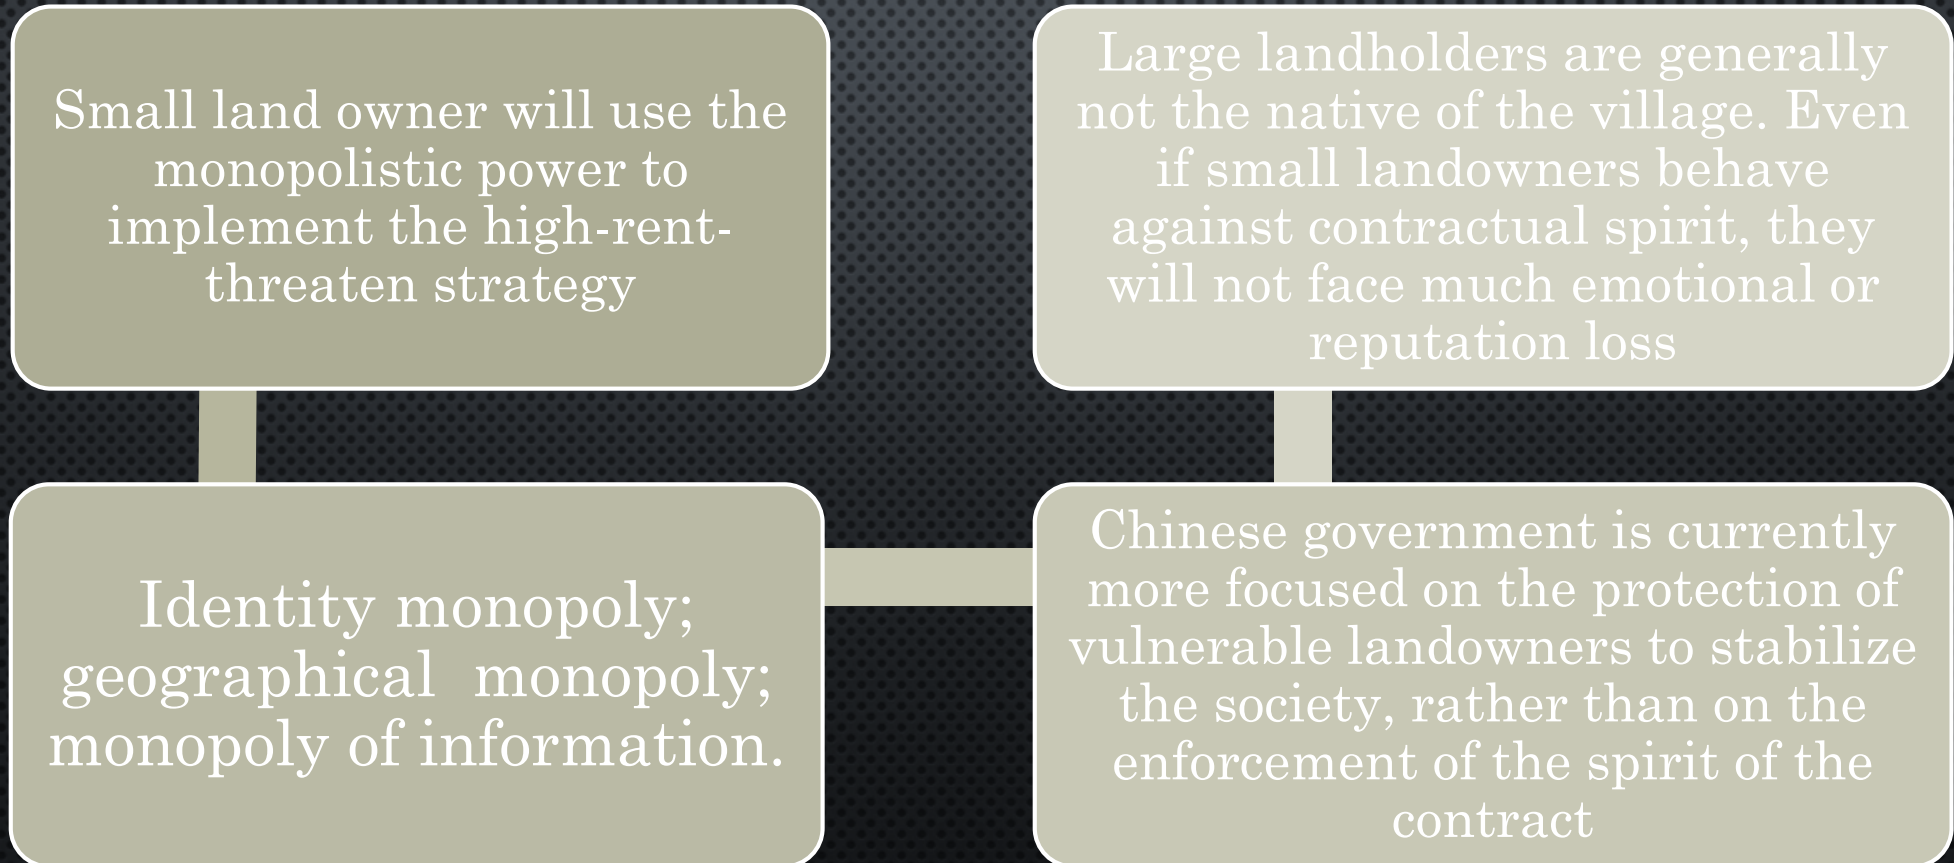 Small land owner will use the
monopolistic power to
implement the high-rent-
threaten strategy
Identity monopoly;
geographical  monopoly;
monopoly of information.
Chinese government is currently
more focused on the protection of
vulnerable landowners to stabilize
the society, rather than on the
enforcement of the spirit of the
contract
Large landholders are generally
not the native of the village. Even
if small landowners behave
against contractual spirit, they
will not face much emotional or
reputation loss